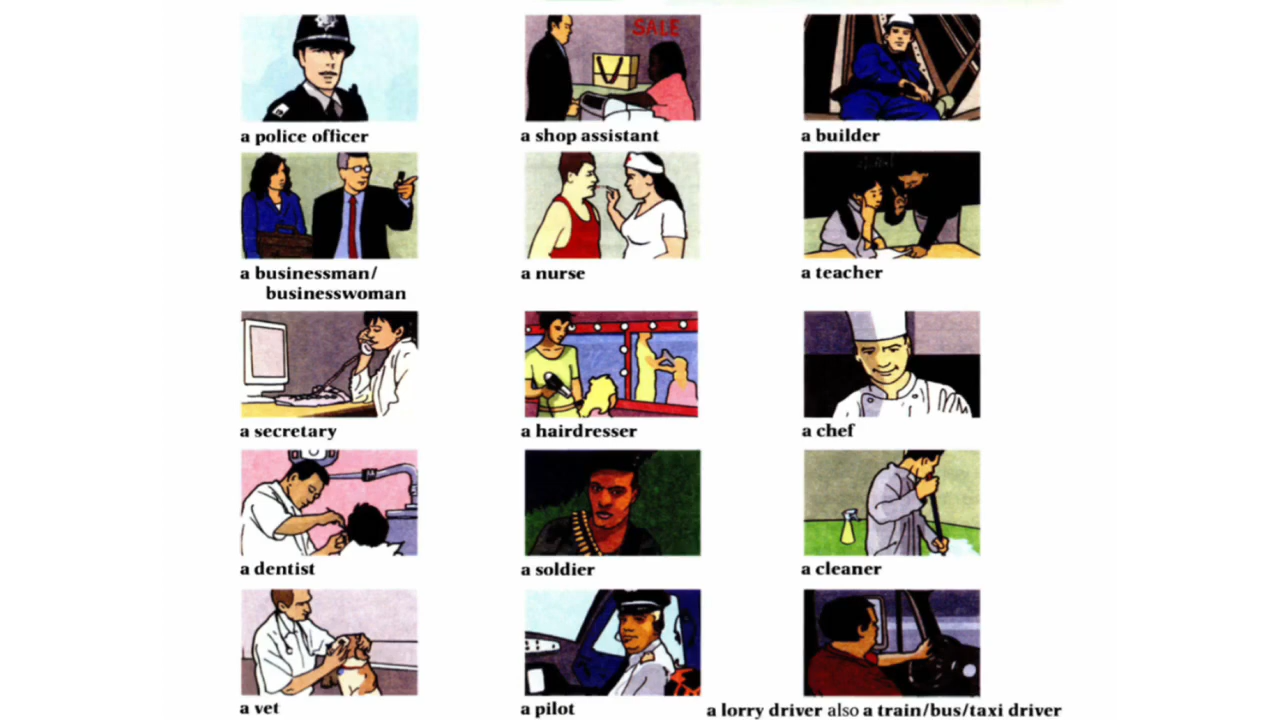 SALE
a police officer
a shop assistant
a builder
a businessman/
businesswoman
a nurse
a teacher
a secretary
a hairdresser
a chef
a dentist
a soldier
a cleaner
a vet
a pilot
a lorry driver also a train/bus/taxi driver